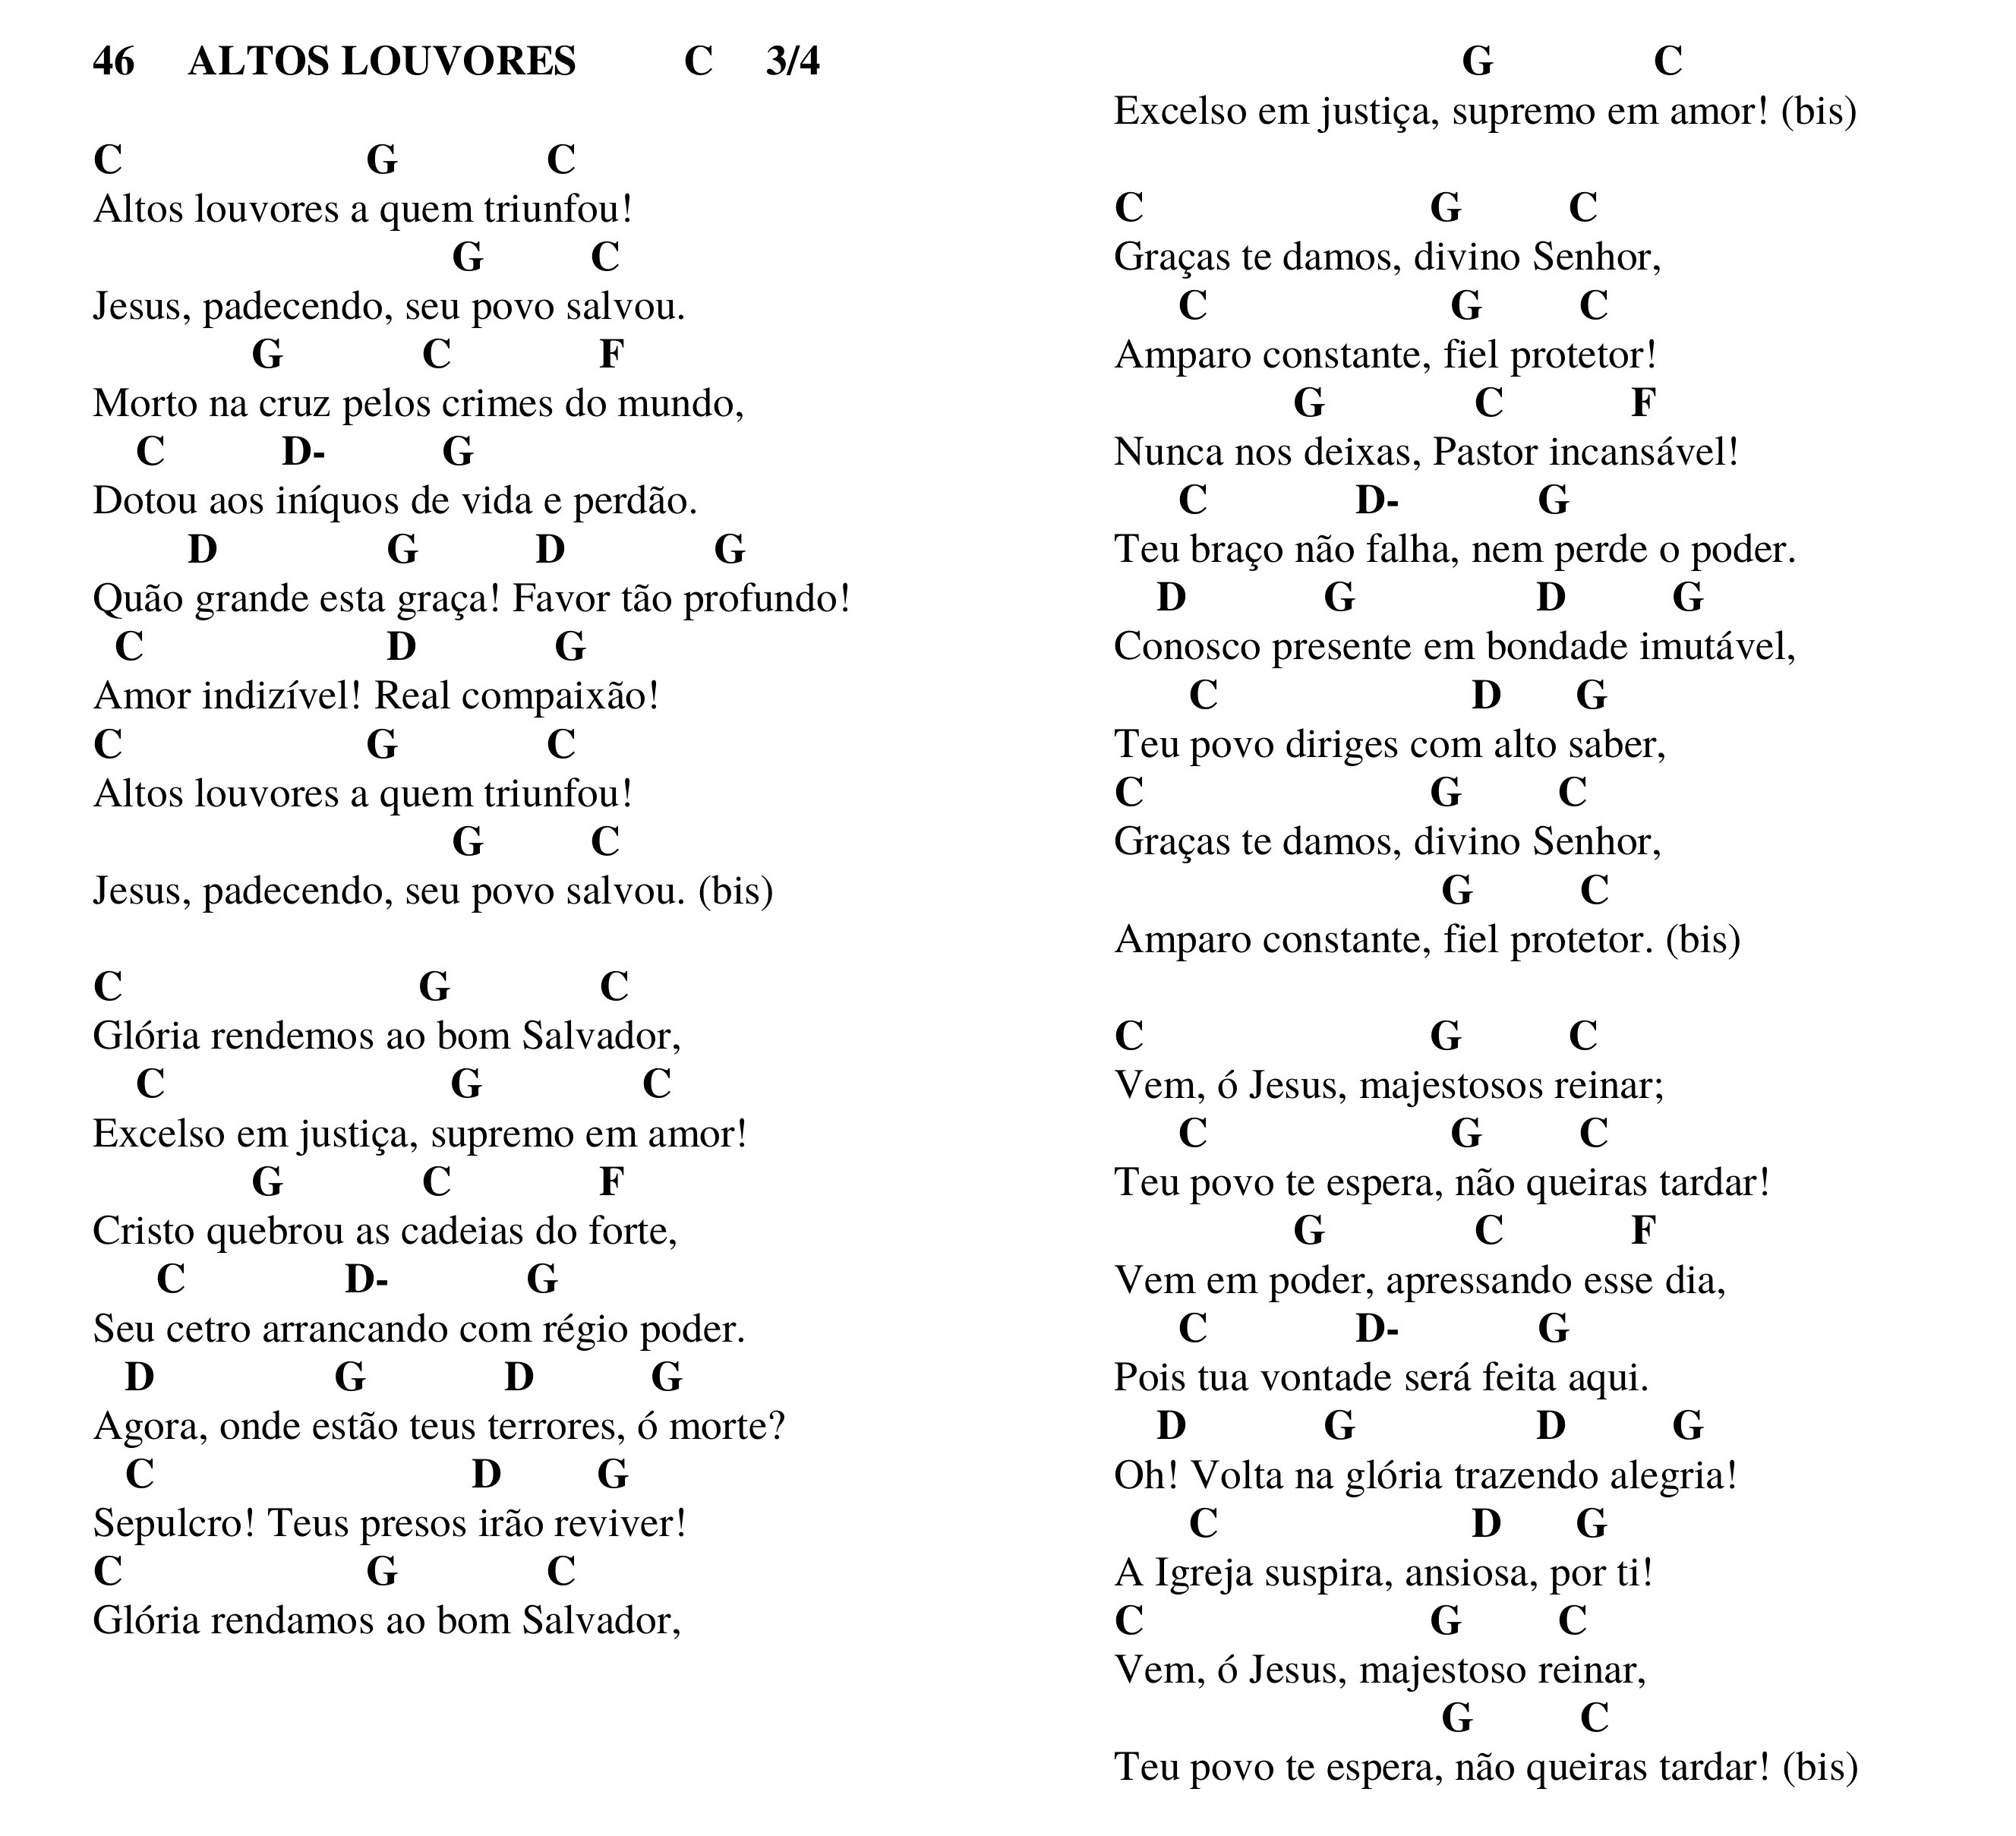 46 ALTOS LOUVORES C 3/4
C G C
Altos louvores a quem triunfou!
G C
Jesus, padecendo, seu povo salvou.
G C F
Morto na cruz pelos crimes do mundo,
C D- G
Dotou aos iníquos de vida e perdão.
D G D G
Quão grande esta graça! Favor tão profundo!
C D G
Amor indizível! Real compaixão!
C G C
Altos louvores a quem triunfou!
G C
Jesus, padecendo, seu povo salvou. (bis)
C G C
Glória rendemos ao bom Salvador,
C G C
Excelso em justiça, supremo em amor!
G C F
Cristo quebrou as cadeias do forte,
C D- G
Seu cetro arrancando com régio poder.
D G D G
Agora, onde estão teus terrores, ó morte?
C D G
Sepulcro! Teus presos irão reviver!
C G C
Glória rendamos ao bom Salvador,
G C
Excelso em justiça, supremo em amor! (bis)
C G C
Graças te damos, divino Senhor,
C G C
Amparo constante, fiel protetor!
G C F
Nunca nos deixas, Pastor incansável!
C D- G
Teu braço não falha, nem perde o poder.
D G D G
Conosco presente em bondade imutável,
C D G
Teu povo diriges com alto saber,
C G C
Graças te damos, divino Senhor,
G C
Amparo constante, fiel protetor. (bis)
C G C
Vem, ó Jesus, majestosos reinar;
C G C
Teu povo te espera, não queiras tardar!
G C F
Vem em poder, apressando esse dia,
C D- G
Pois tua vontade será feita aqui.
D G D G
Oh! Volta na glória trazendo alegria!
C D G
A Igreja suspira, ansiosa, por ti!
C G C
Vem, ó Jesus, majestoso reinar,
G C
Teu povo te espera, não queiras tardar! (bis)